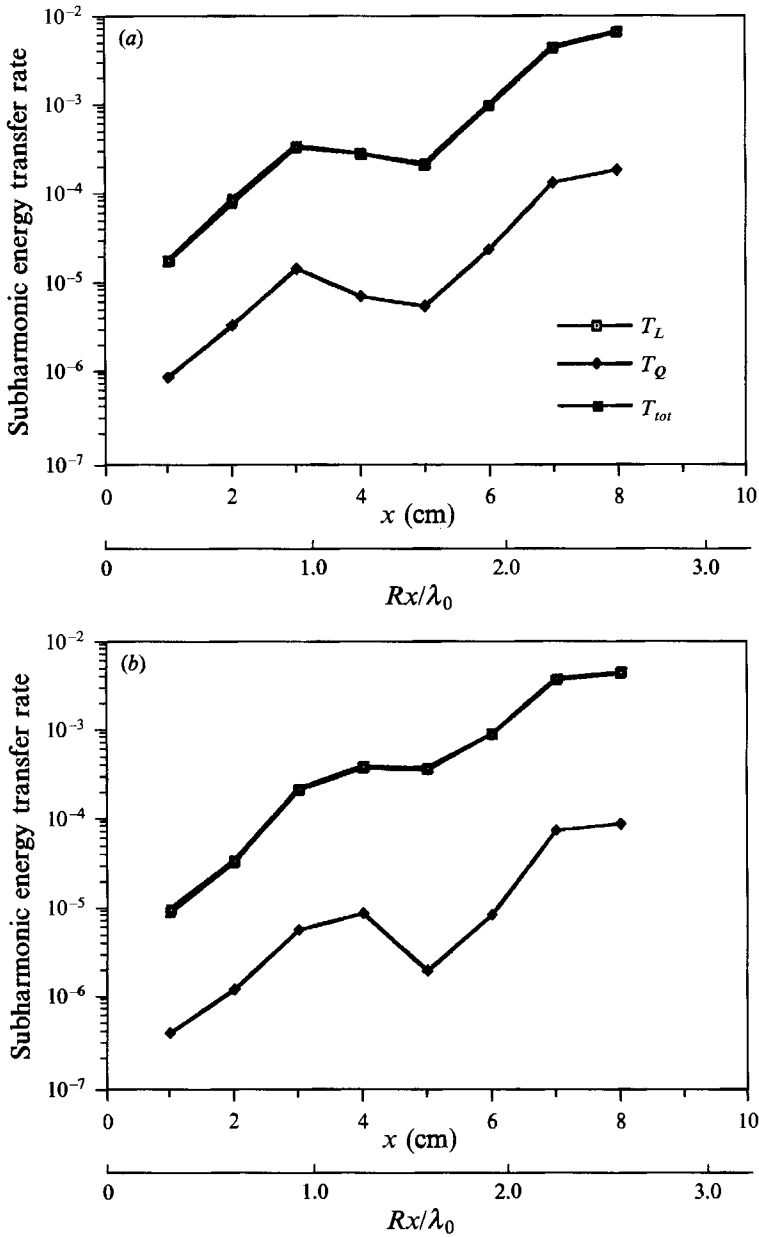 (a)
Subharmonic energy transfer rate
10⁻²
10⁻³
10⁻⁴
10⁻⁵
10⁻⁶
10⁻⁷
T_L
T_Q
T_tot
0 2 4 6 8 10
x (cm)
0 1.0 2.0 3.0
Rx/λ₀
(b)
Subharmonic energy transfer rate
10⁻²
10⁻³
10⁻⁴
10⁻⁵
10⁻⁶
10⁻⁷
0 2 4 6 8 10
x (cm)
0 1.0 2.0 3.0
Rx/λ₀